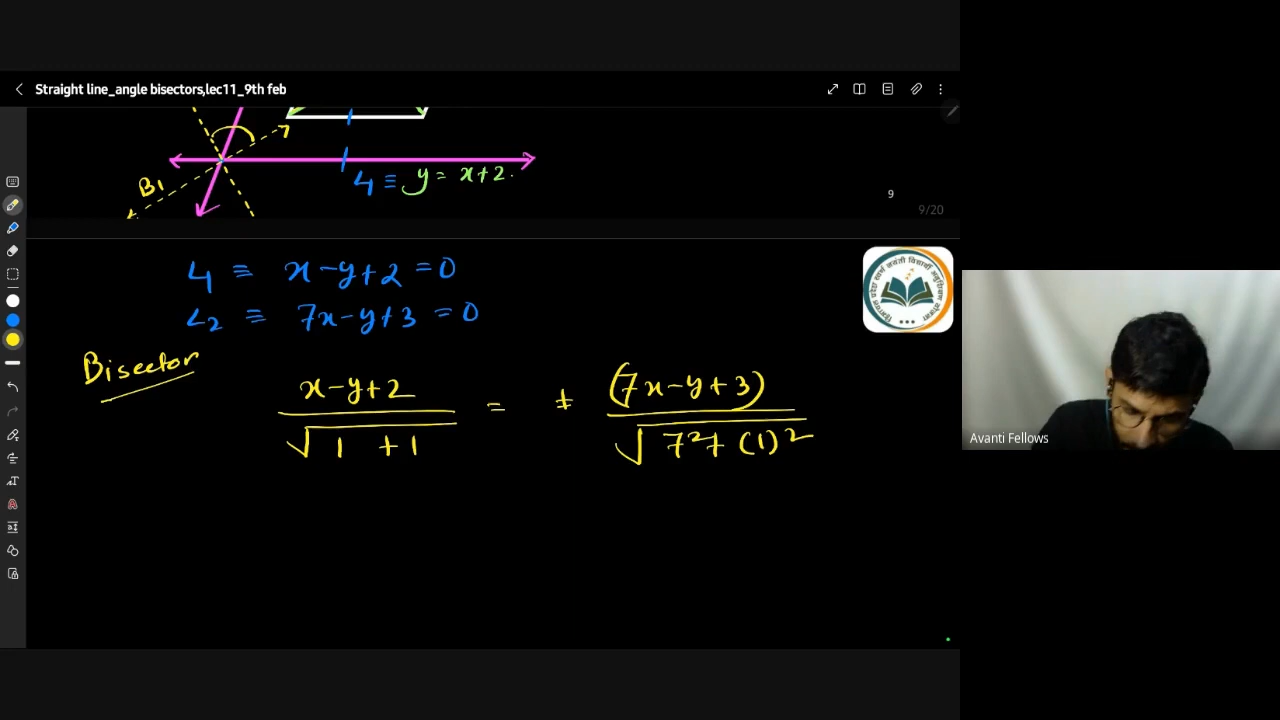 Straight line_angle bisectors,lec11_9th feb
B1
L1 ≡ y = x+2.
9
9/20
L1 ≡ x-y+2 =0
L2 ≡ 7x-y+3 =0
Bisector
x-y+2 / √1 +1 = ± (7x-y+3) / √7²+(1)²
Avanti Fellows